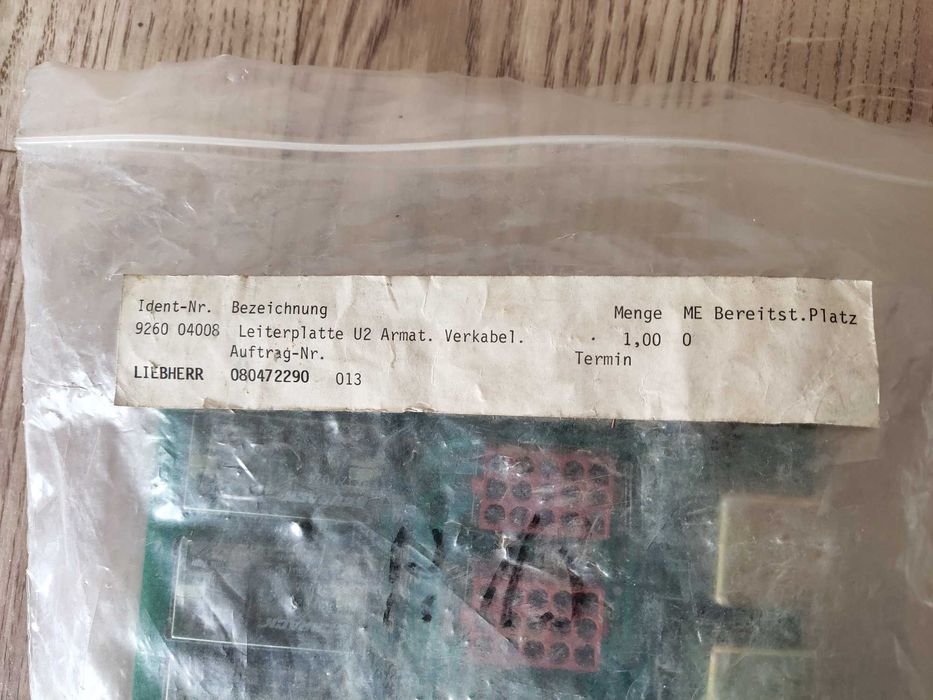 Ident-Nr. Bezeichnung Menge ME Bereitst.Platz
9260 04008 Leiterplatte U2 Armat. Verkabel. 1,00 0
Auftrag-Nr. Termin
LIEBHERR 080472290 013